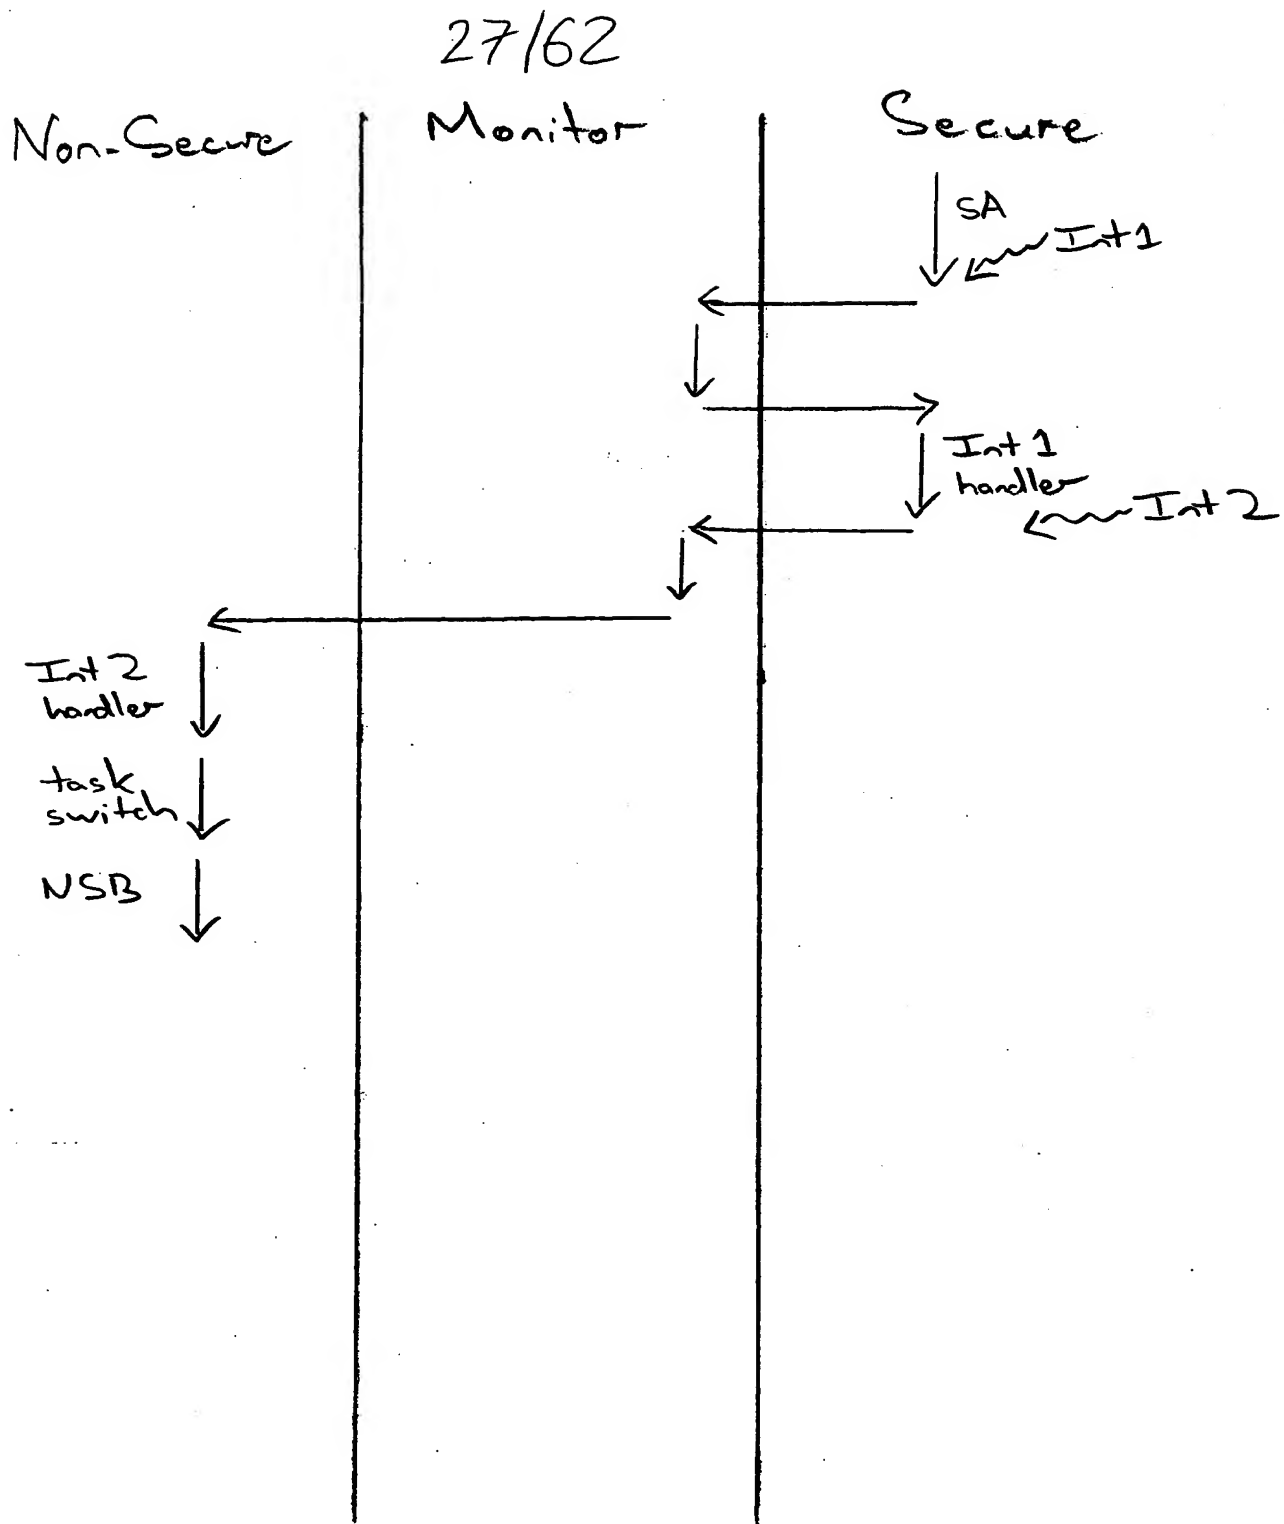 27/62
Non-Secure
Monitor
Secure
SA
Int 1
Int 1
handler
Int 2
Int 2
handler
task
switch
NSB